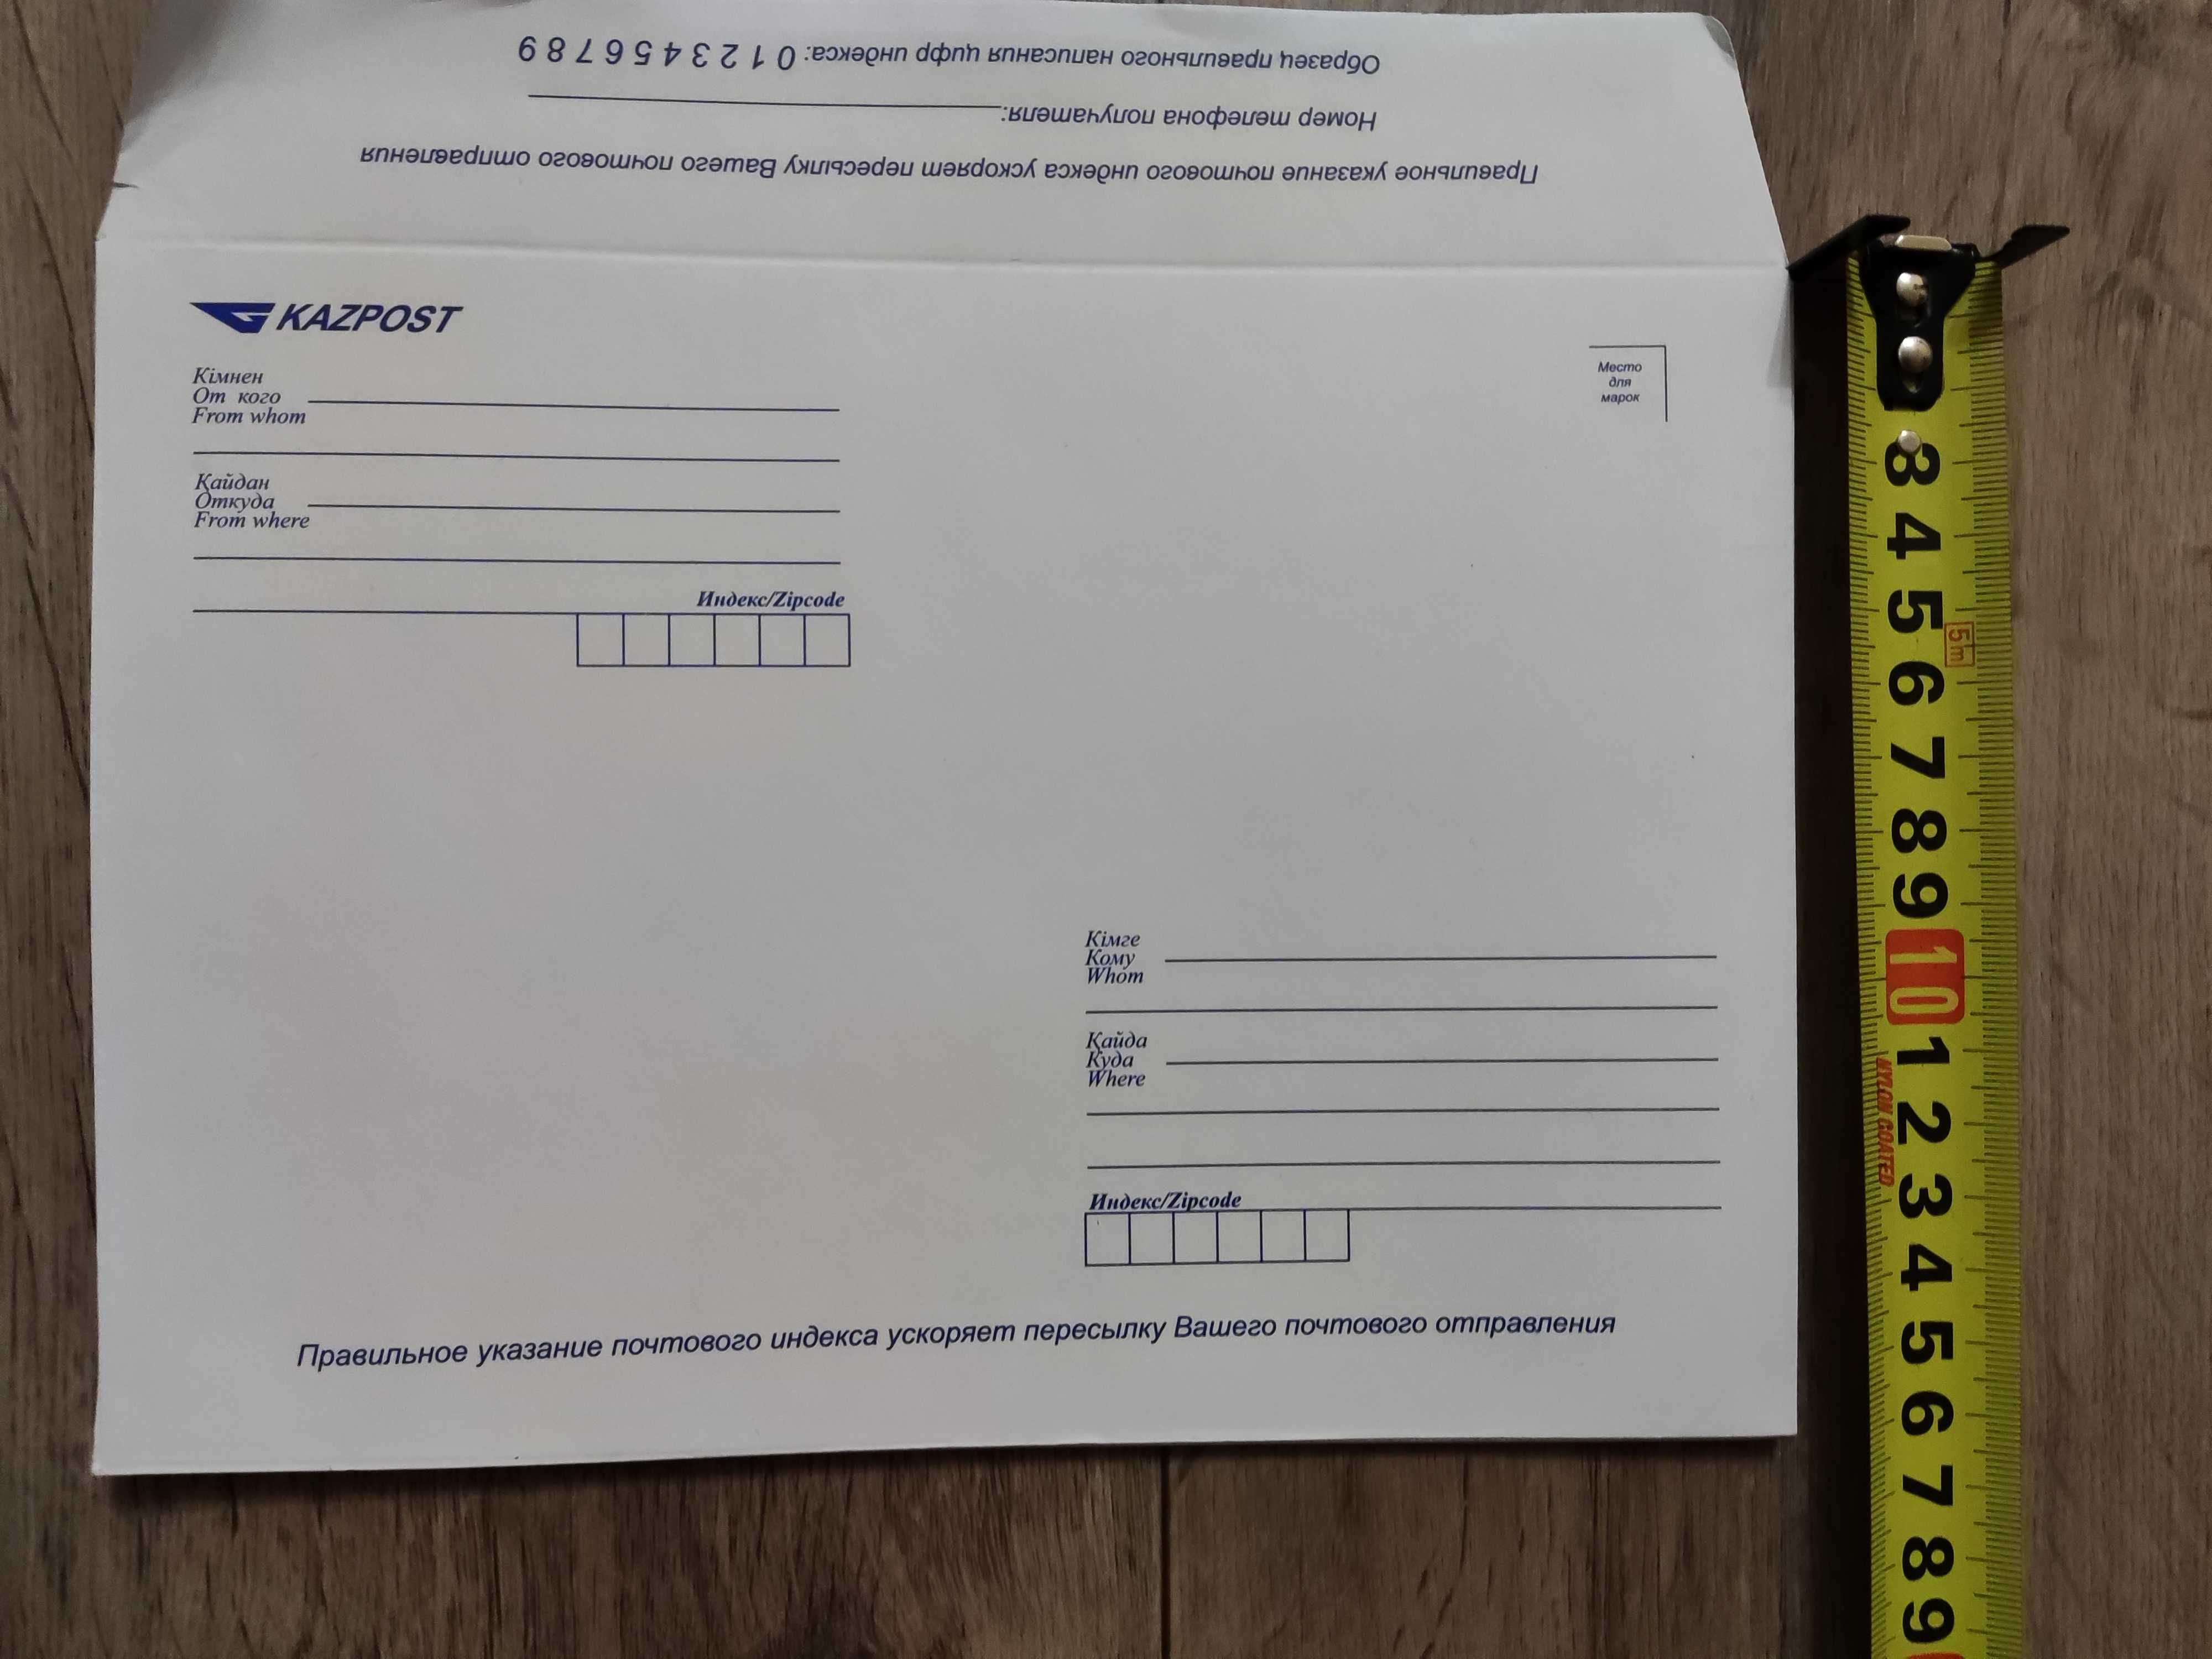 Правильное указание почтового индекса ускоряет пересылку Вашего почтового отправления
Номер телефона получателя:
Образец правильного написания цифр индекса: 0 1 2 3 4 5 6 7 8 9
KAZPOST
Кімнен
От кого
From whom
Қайдан
Откуда
From where
Индекс/Zipcode
Место
для
марок
Кімге
Кому
Whom
Қайда
Куда
Where
Индекс/Zipcode
Правильное указание почтового индекса ускоряет пересылку Вашего почтового отправления
3 4 5 6 7 8 9 10 1 2 3 4 5 6 7 8 9
5m
NYLON COATED